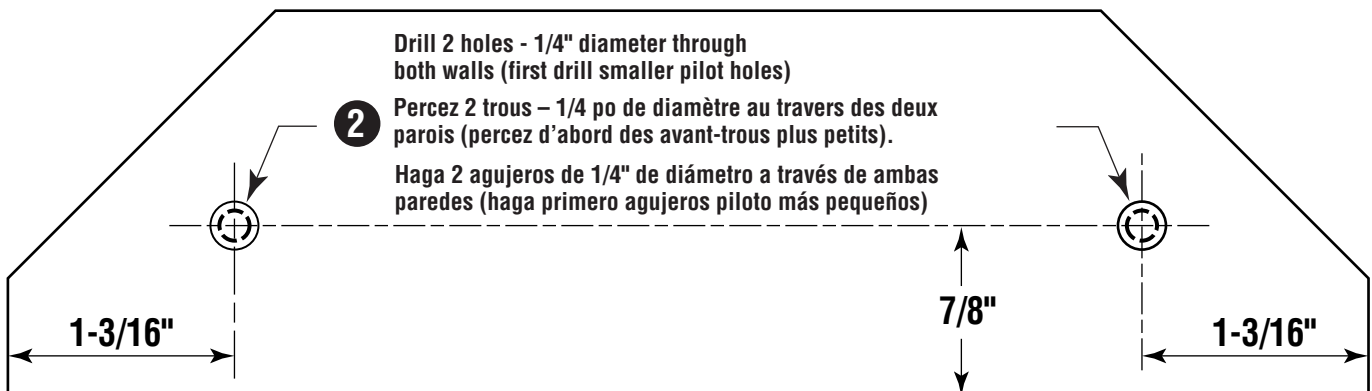 Drill 2 holes - 1/4" diameter through
both walls (first drill smaller pilot holes)
2
Percez 2 trous – 1/4 po de diamètre au travers des deux
parois (percez d'abord des avant-trous plus petits).
Haga 2 agujeros de 1/4" de diámetro a través de ambas
paredes (haga primero agujeros piloto más pequeños)
1-3/16"
7/8"
1-3/16"